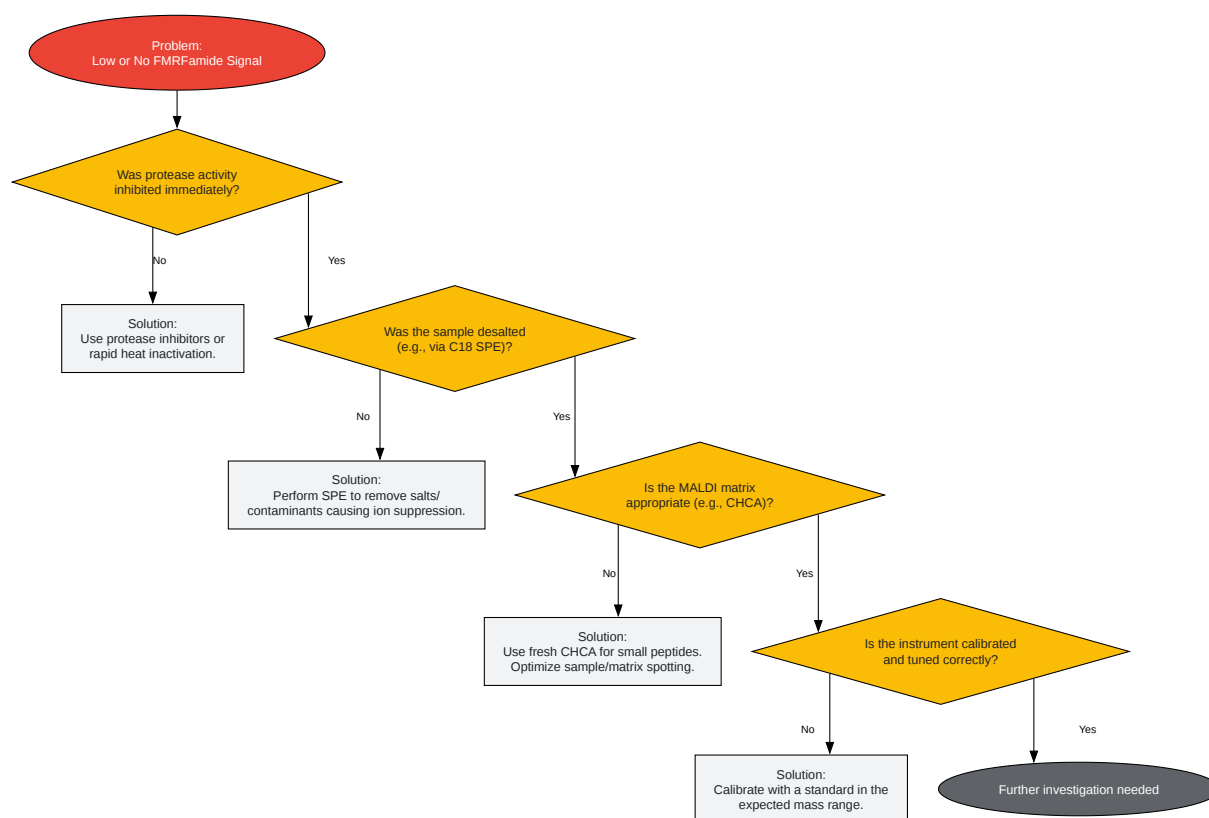 Problem:
Low or No FMRFamide Signal
Was protease activity
inhibited immediately?
No
Yes
Solution:
Use protease inhibitors or
rapid heat inactivation.
Was the sample desalted
(e.g., via C18 SPE)?
No
Yes
Solution:
Perform SPE to remove salts/
contaminants causing ion suppression.
Is the MALDI matrix
appropriate (e.g., CHCA)?
No
Yes
Solution:
Use fresh CHCA for small peptides.
Optimize sample/matrix spotting.
Is the instrument calibrated
and tuned correctly?
No
Yes
Solution:
Calibrate with a standard in the
expected mass range.
Further investigation needed